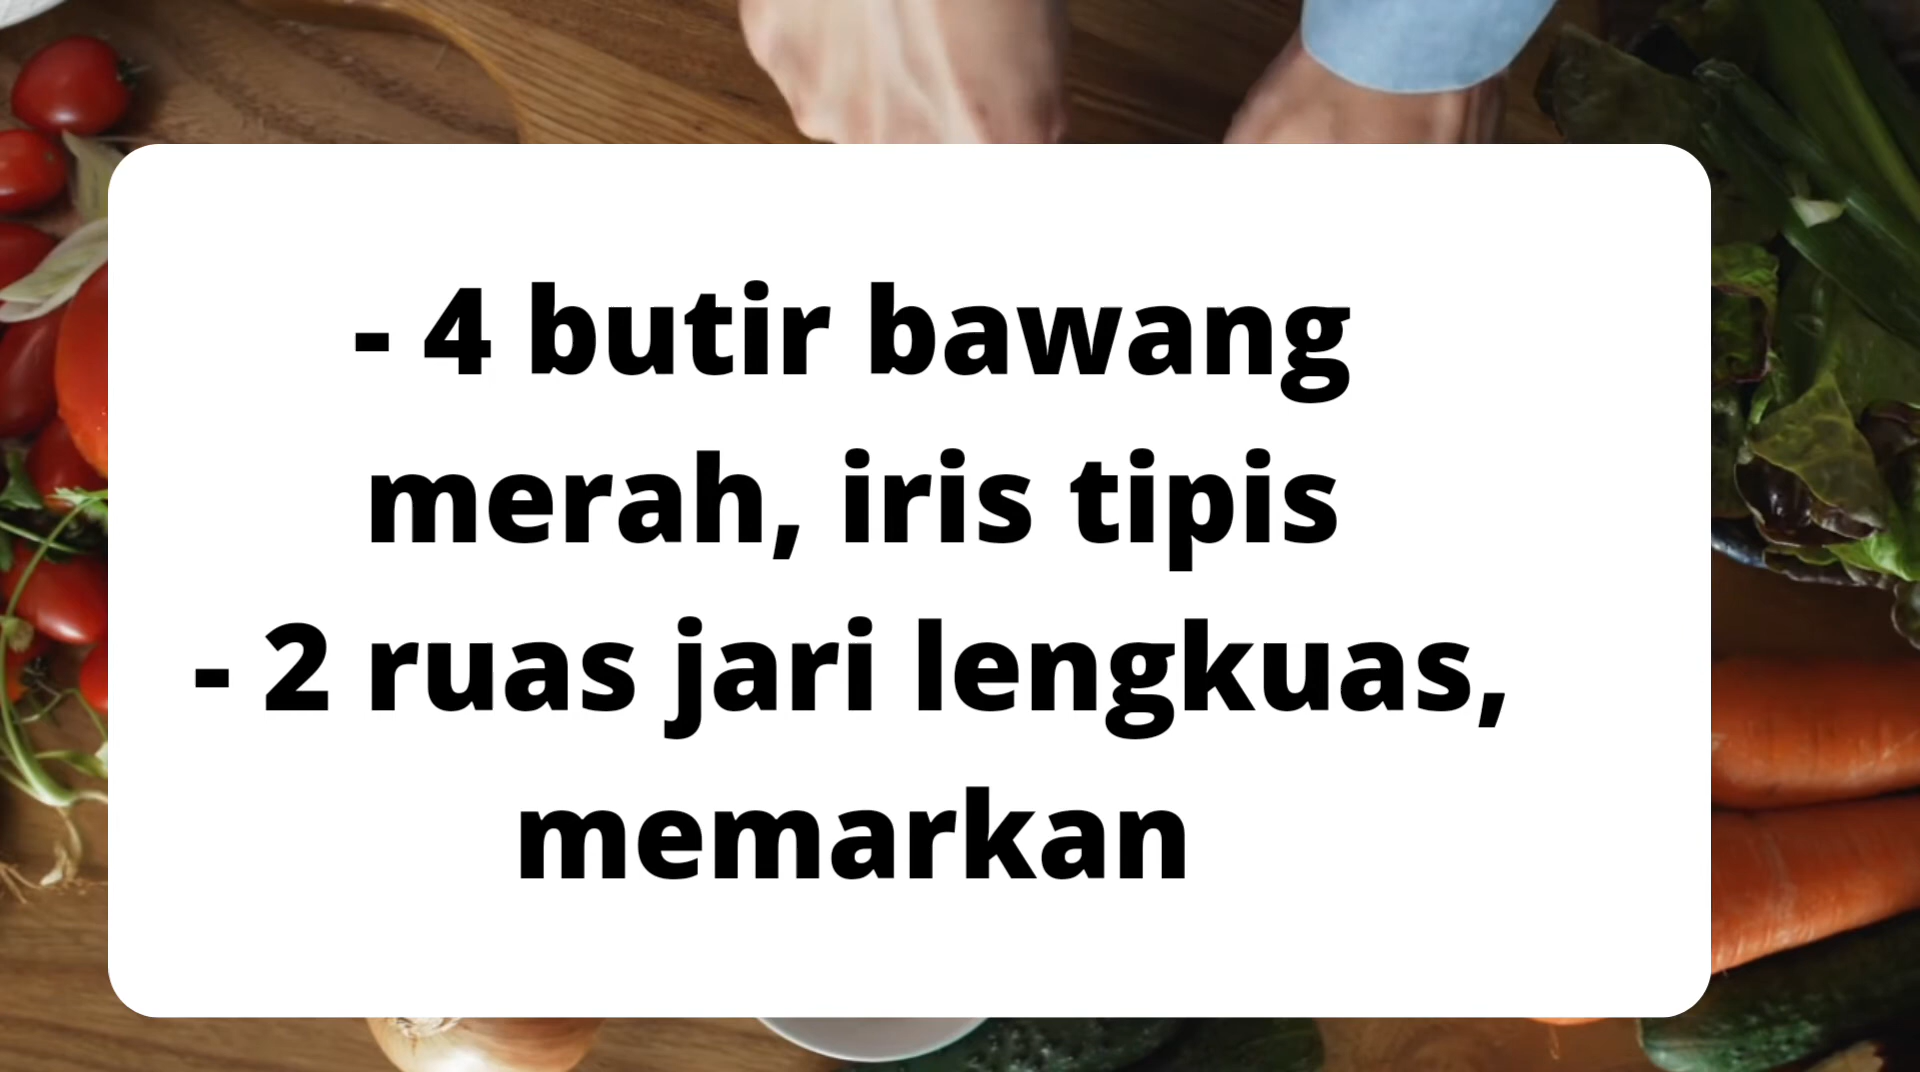 - 4 butir bawang
merah, iris tipis
- 2 ruas jari lengkuas,
memarkan